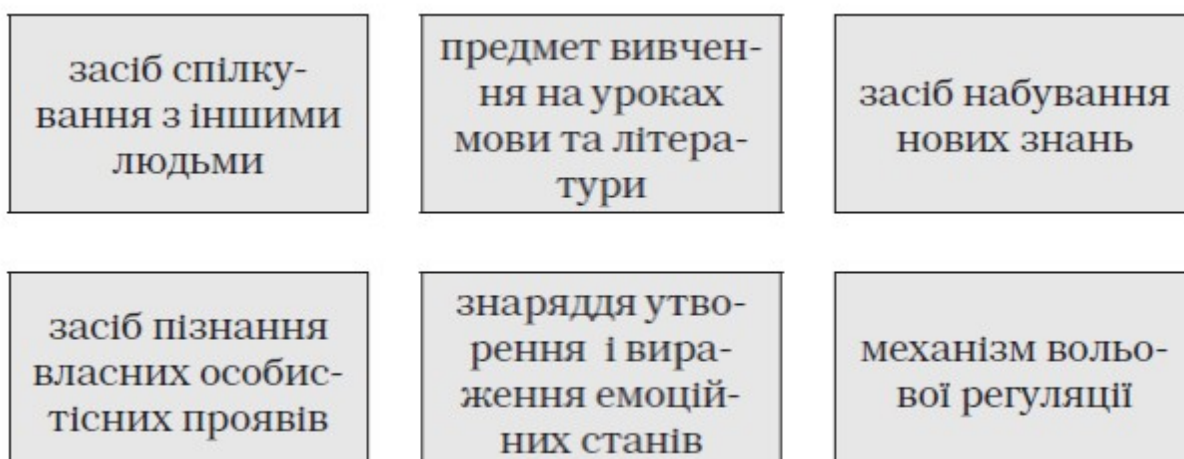 засіб спілку-
вання з іншими
людьми
предмет вивчен-
ня на уроках
мови та літера-
тури
засіб набування
нових знань
засіб пізнання
власних особис-
тісних проявів
знаряддя утво-
рення і вира-
ження емоцій-
них станів
механізм вольо-
вої регуляції